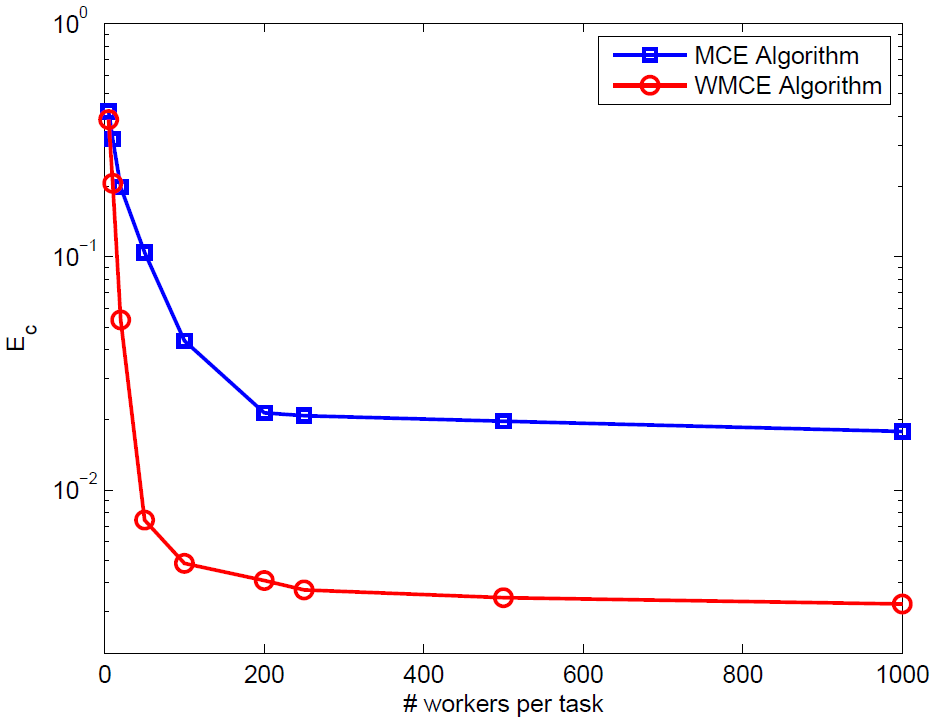 10^0
MCE Algorithm
WMCE Algorithm
10^−1
E_c
10^−2
0 200 400 600 800 1000
# workers per task